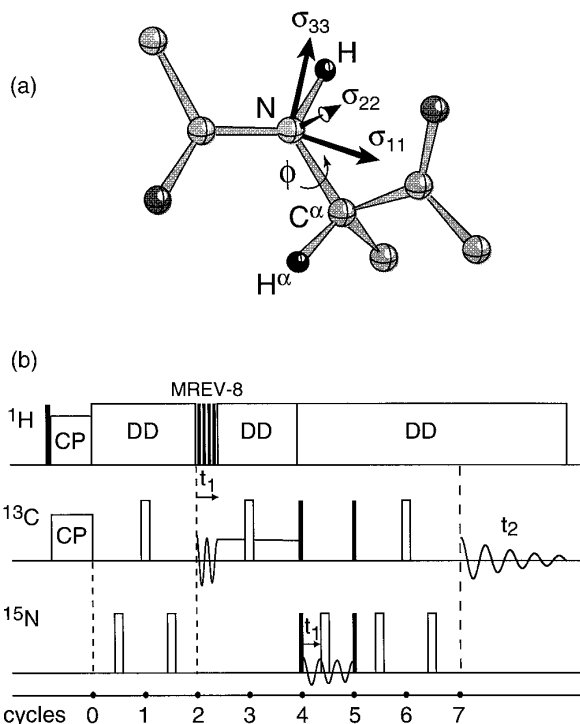 (a)
σ33
H
N
σ22
σ11
ϕ
Cα
Hα
(b)
MREV-8
1H
CP
DD
DD
DD
t1
13C
CP
t2
15N
t1
cycles 0 1 2 3 4 5 6 7